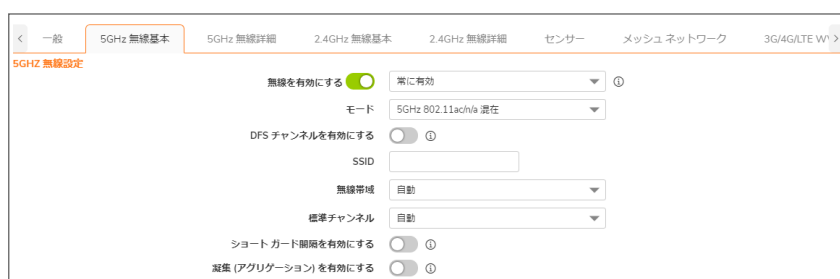 一般 5GHz 無線基本 5GHz 無線詳細 2.4GHz 無線基本 2.4GHz 無線詳細 センサー メッシュ ネットワーク 3G/4G/LTE
5GHZ 無線設定
無線を有効にする 常に有効
モード 5GHz 802.11ac/n/a 混在
DFS チャンネルを有効にする
SSID
無線帯域 自動
標準チャンネル 自動
ショート ガード間隔を有効にする
凝集 (アグリゲーション) を有効にする